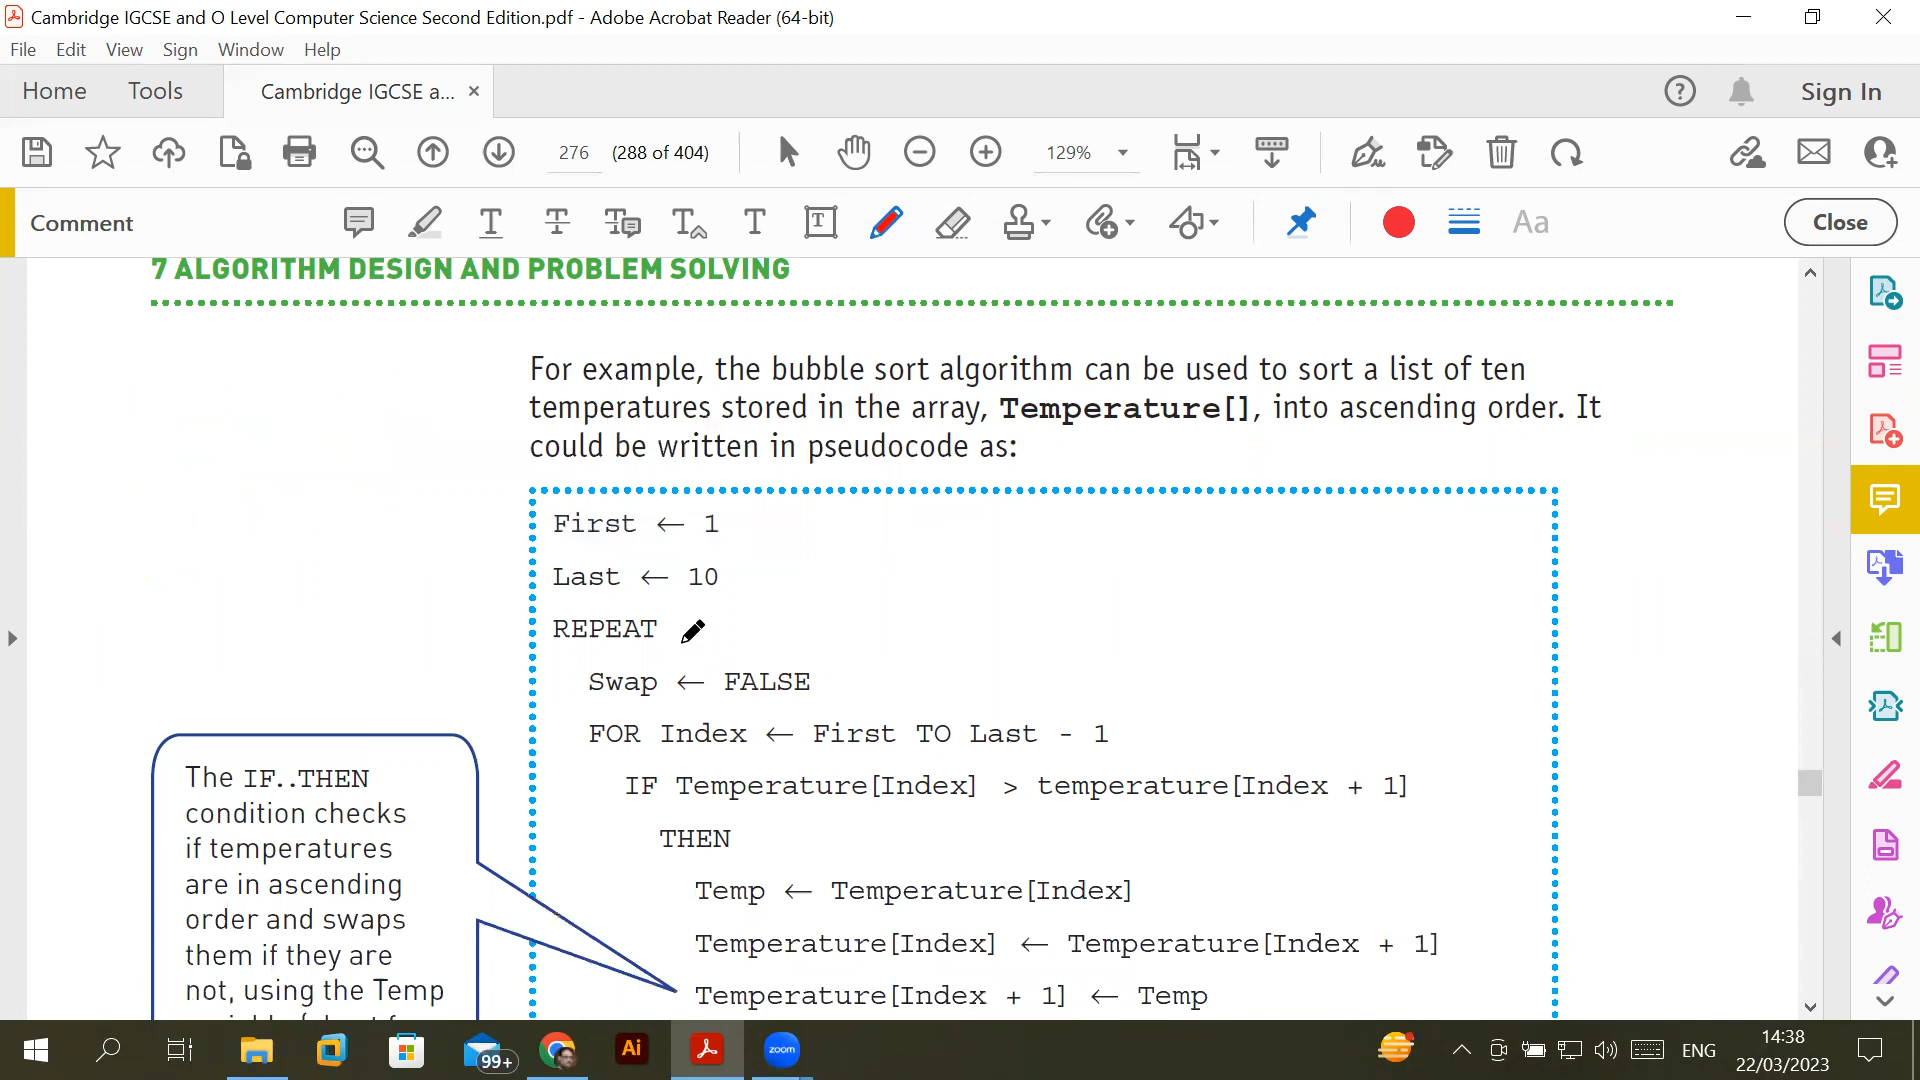 Cambridge IGCSE and O Level Computer Science Second Edition.pdf - Adobe Acrobat Reader (64-bit)
File Edit View Sign Window Help
Home Tools Cambridge IGCSE a... × Sign In
276 (288 of 404) 129%
Comment Aa Close
7 ALGORITHM DESIGN AND PROBLEM SOLVING
For example, the bubble sort algorithm can be used to sort a list of ten
temperatures stored in the array, Temperature[], into ascending order. It
could be written in pseudocode as:
First ← 1
Last ← 10
REPEAT
Swap ← FALSE
FOR Index ← First TO Last - 1
IF Temperature[Index] > temperature[Index + 1]
THEN
Temp ← Temperature[Index]
Temperature[Index] ← Temperature[Index + 1]
Temperature[Index + 1] ← Temp
The IF..THEN
condition checks
if temperatures
are in ascending
order and swaps
them if they are
not, using the Temp
99+ Ai zoom ENG
14:38
22/03/2023